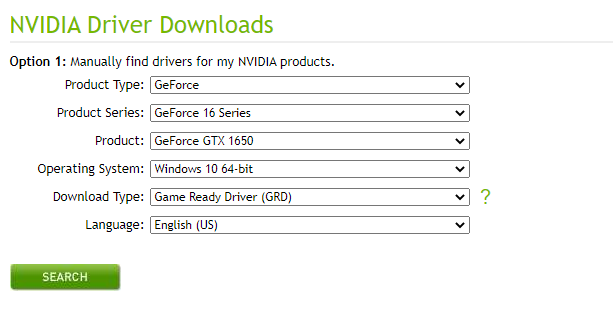 NVIDIA Driver Downloads
Option 1: Manually find drivers for my NVIDIA products.
Product Type: GeForce
Product Series: GeForce 16 Series
Product: GeForce GTX 1650
Operating System: Windows 10 64-bit
Download Type: Game Ready Driver (GRD) ?
Language: English (US)
SEARCH